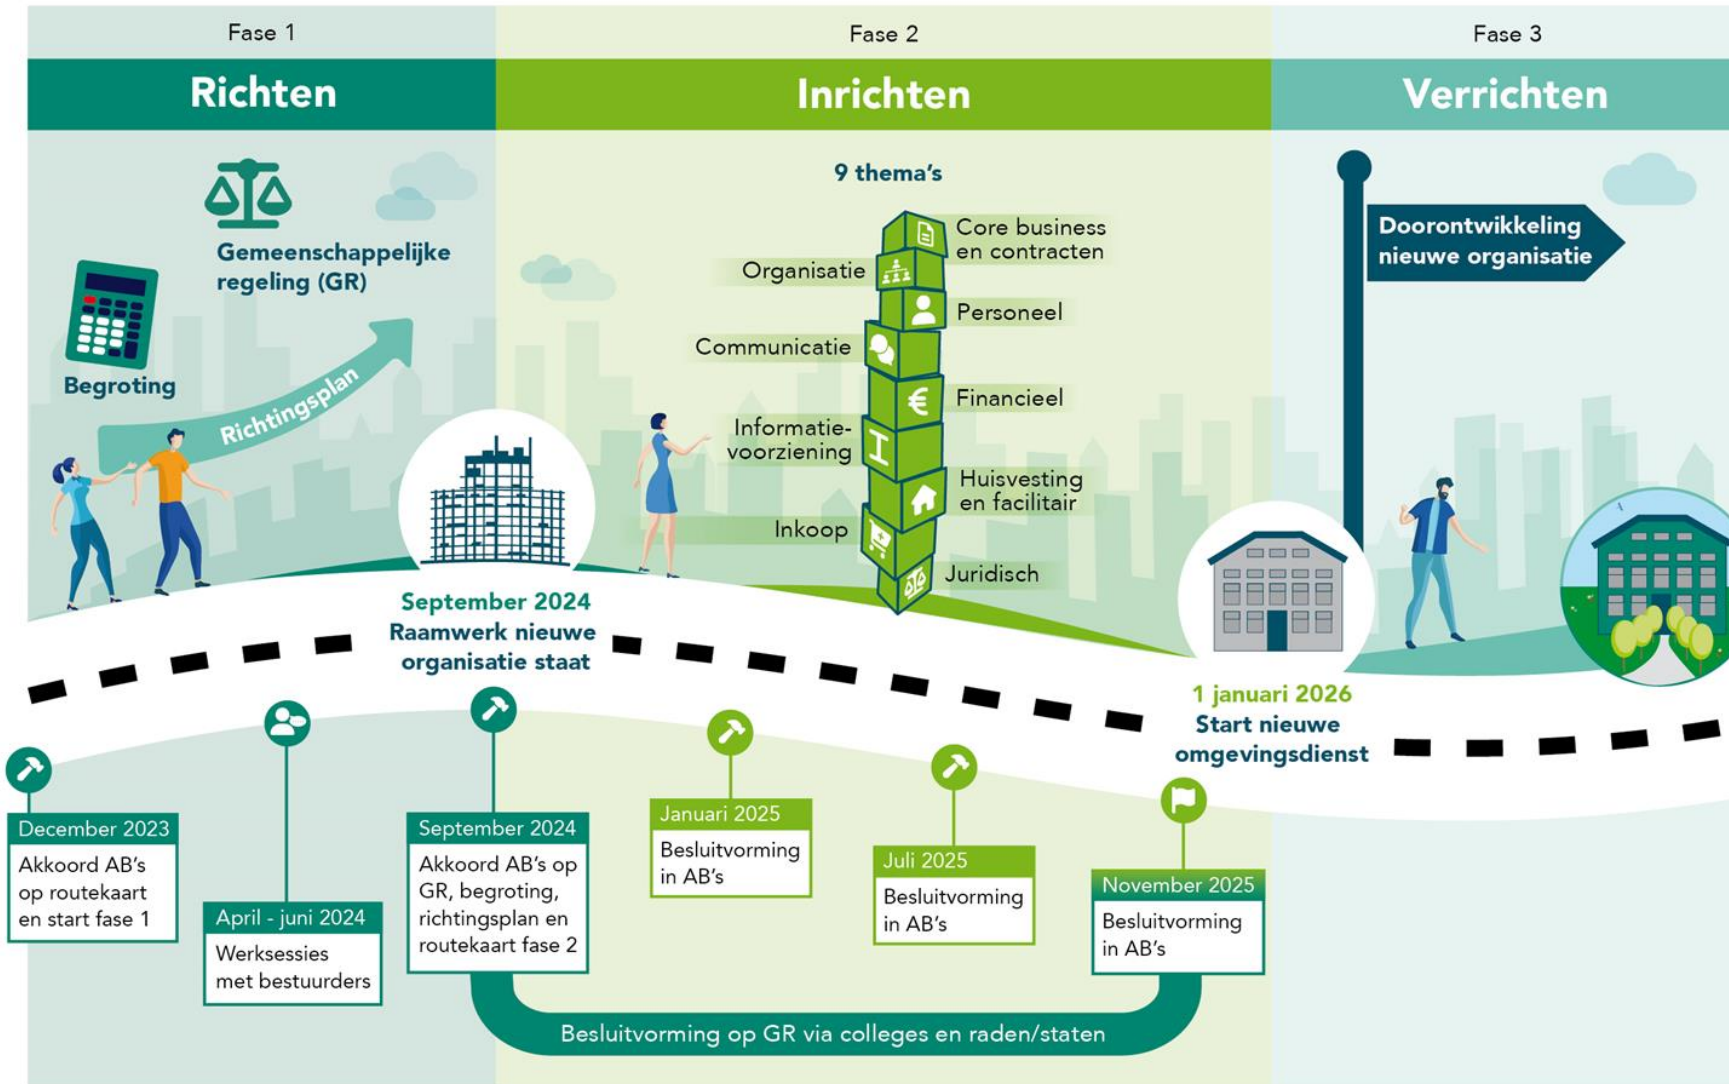 Fase 1
Fase 2
Fase 3
Richten
Inrichten
Verrichten
Gemeenschappelijke
regeling (GR)
Begroting
Richtingsplan
9 thema's
Core business
en contracten
Organisatie
Personeel
Communicatie
Financieel
Informatie-
voorziening
Huisvesting
en facilitair
Inkoop
Juridisch
Doorontwikkeling
nieuwe organisatie
September 2024
Raamwerk nieuwe
organisatie staat
1 januari 2026
Start nieuwe
omgevingsdienst
December 2023
Akkoord AB's
op routekaart
en start fase 1
April - juni 2024
Werksessies
met bestuurders
September 2024
Akkoord AB's op
GR, begroting,
richtingsplan en
routekaart fase 2
Januari 2025
Besluitvorming
in AB's
Juli 2025
Besluitvorming
in AB's
November 2025
Besluitvorming
in AB's
Besluitvorming op GR via colleges en raden/staten